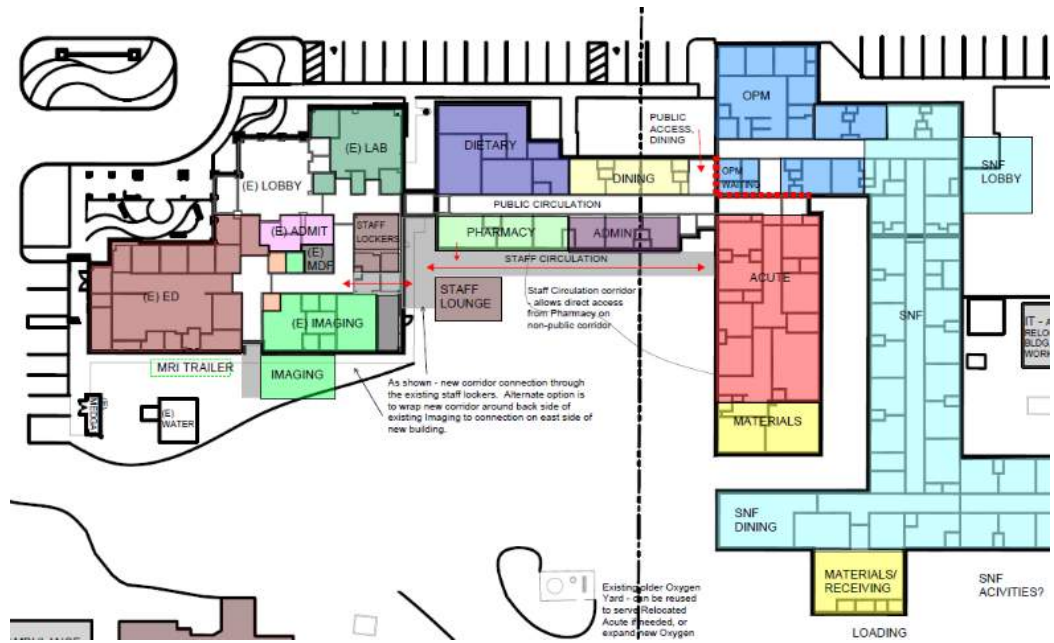 OPM
PUBLIC
ACCESS,
DINING
(E) LAB
DIETARY
SNF
LOBBY
(E) LOBBY
DINING
OPM
WAITING
PUBLIC CIRCULATION
(E) ADMIT
STAFF
LOCKERS
PHARMACY
ADMIN
(E)
MDF
STAFF CIRCULATION
ACUTE
(E) ED
STAFF
LOUNGE
Staff Circulation corridor
- allows direct access
from Pharmacy on
non-public corridor
SNF
(E) IMAGING
IT - A
RELO
BLDG
WORK
MRI TRAILER
IMAGING
As shown - new corridor connection through
the existing staff lockers. Alternate option is
to wrap new corridor around back side of
existing Imaging to connection on east side of
new building.
(E)
WATER
MATERIALS
SNF
DINING
MATERIALS/
RECEIVING
SNF
ACIVITIES?
Existing older Oxygen
Yard - can be reused
to serve Relocated
Acute if needed, or
expand new Oxygen
LOADING